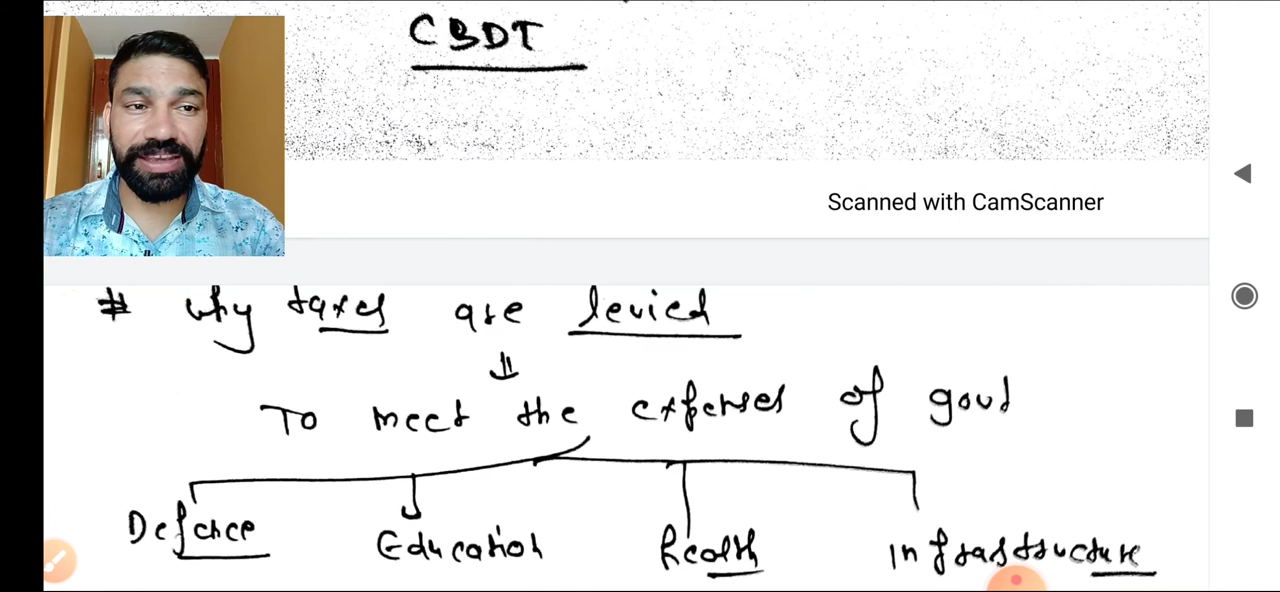 CBDT
Scanned with CamScanner
# why taxes are levied
To meet the expenses of govt
Defence Education health Infrastructure